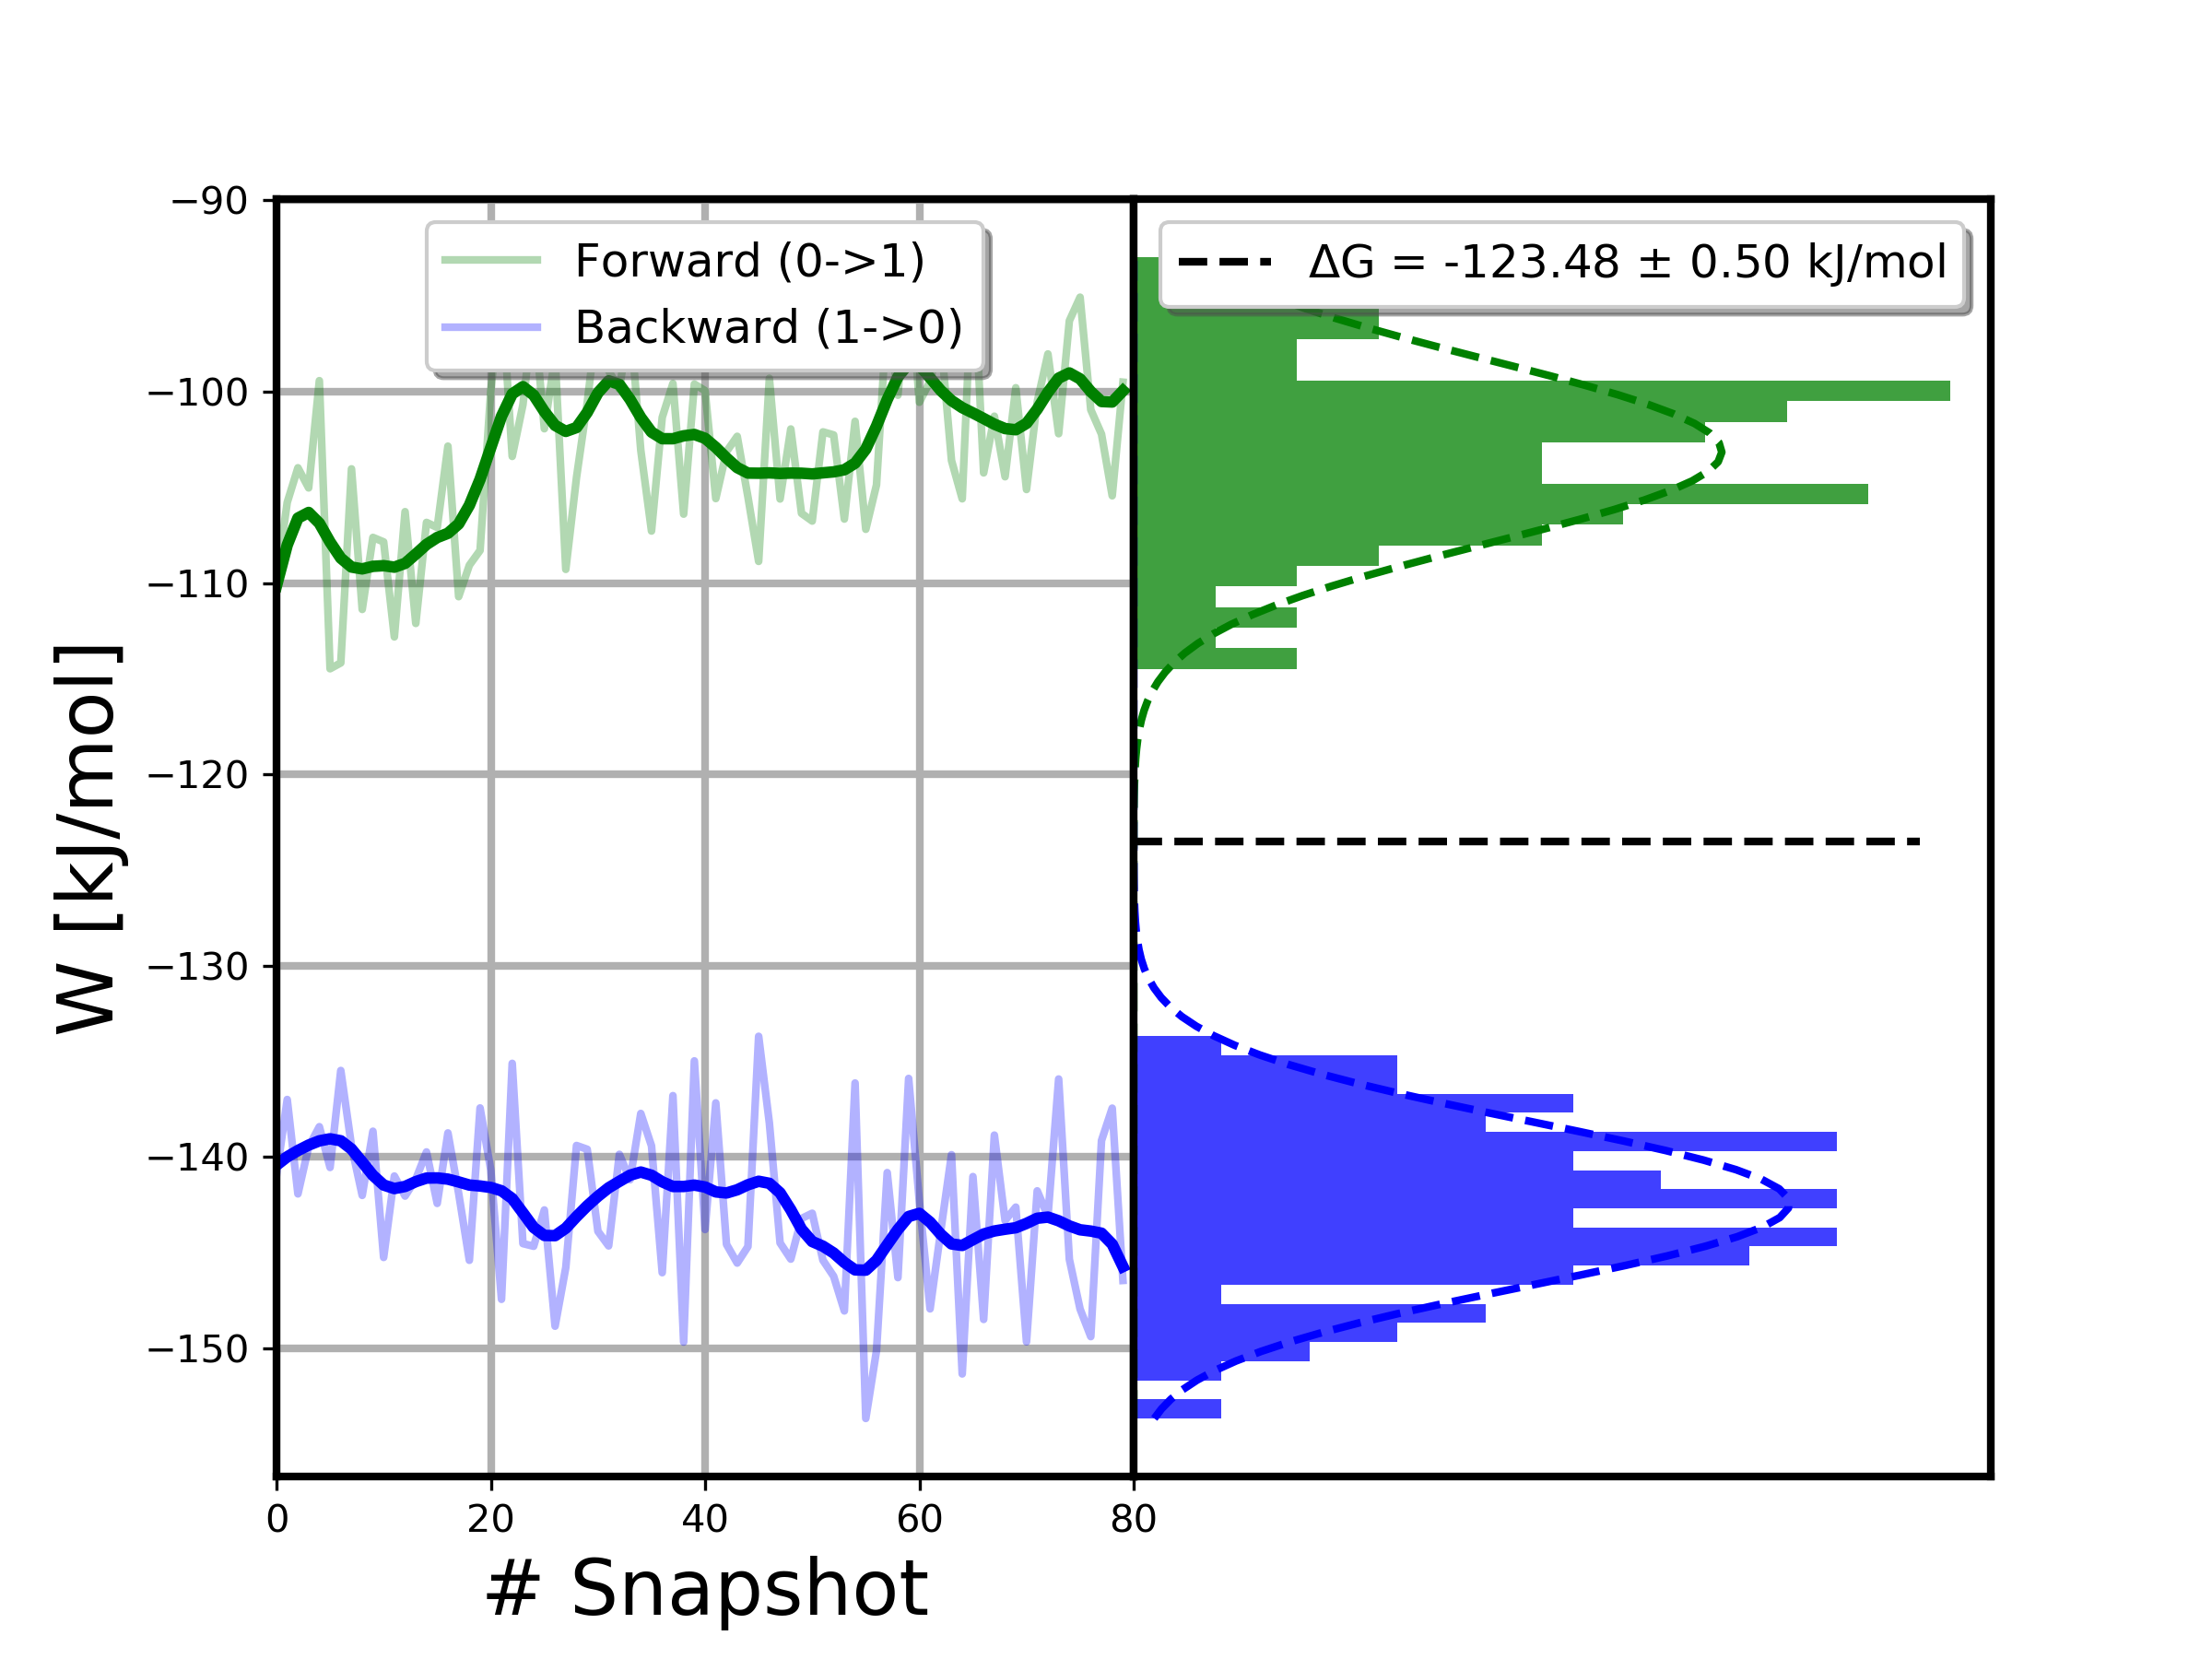 Forward (0->1)
Backward (1->0)
ΔG = -123.48 ± 0.50 kJ/mol
W [kJ/mol]
−90
−100
−110
−120
−130
−140
−150
0 20 40 60 80
# Snapshot